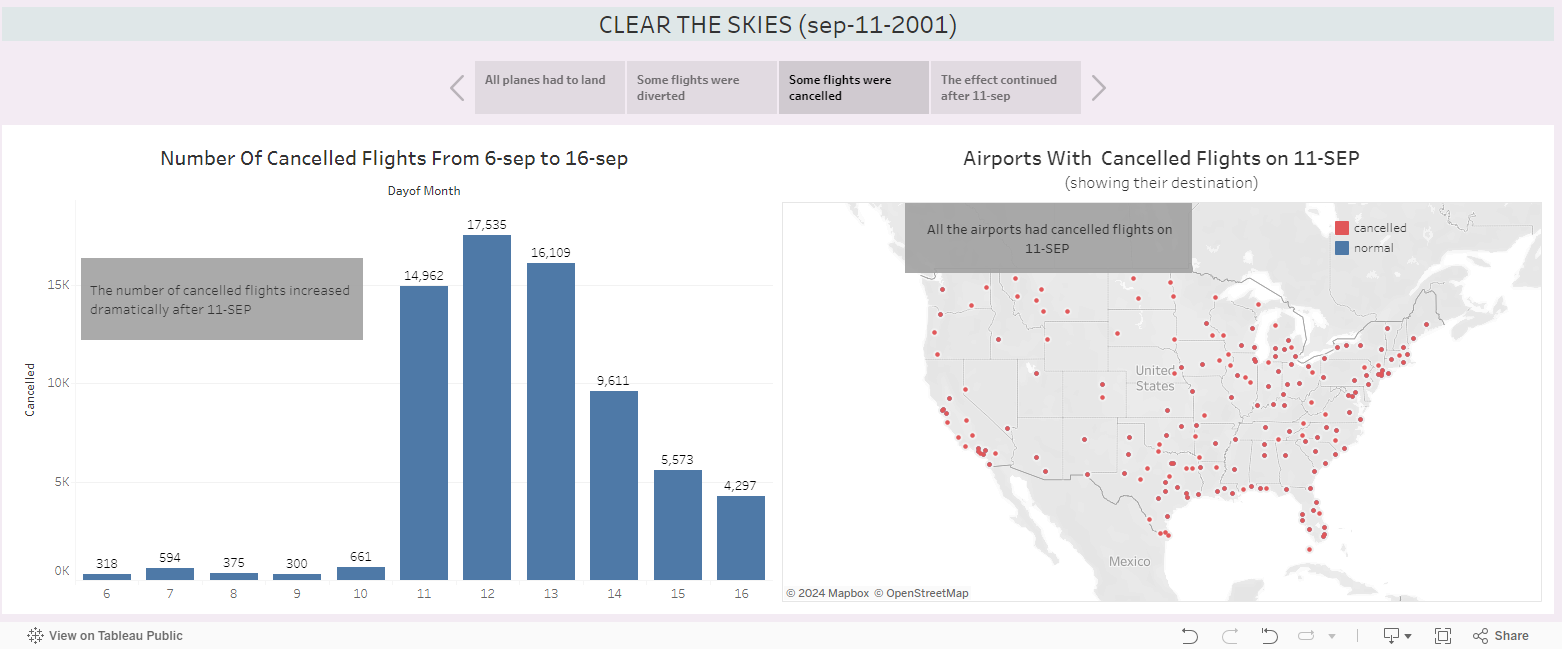 CLEAR THE SKIES (sep-11-2001)
All planes had to land
Some flights were
diverted
Some flights were
cancelled
The effect continued
after 11-sep
Number Of Cancelled Flights From 6-sep to 16-sep
Dayof Month
Cancelled
15K
10K
5K
0K
The number of cancelled flights increased
dramatically after 11-SEP
318
594
375
300
661
14,962
17,535
16,109
9,611
5,573
4,297
6
7
8
9
10
11
12
13
14
15
16
Airports With Cancelled Flights on 11-SEP
(showing their destination)
All the airports had cancelled flights on
11-SEP
cancelled
normal
United
States
Mexico
© 2024 Mapbox © OpenStreetMap
View on Tableau Public
Share